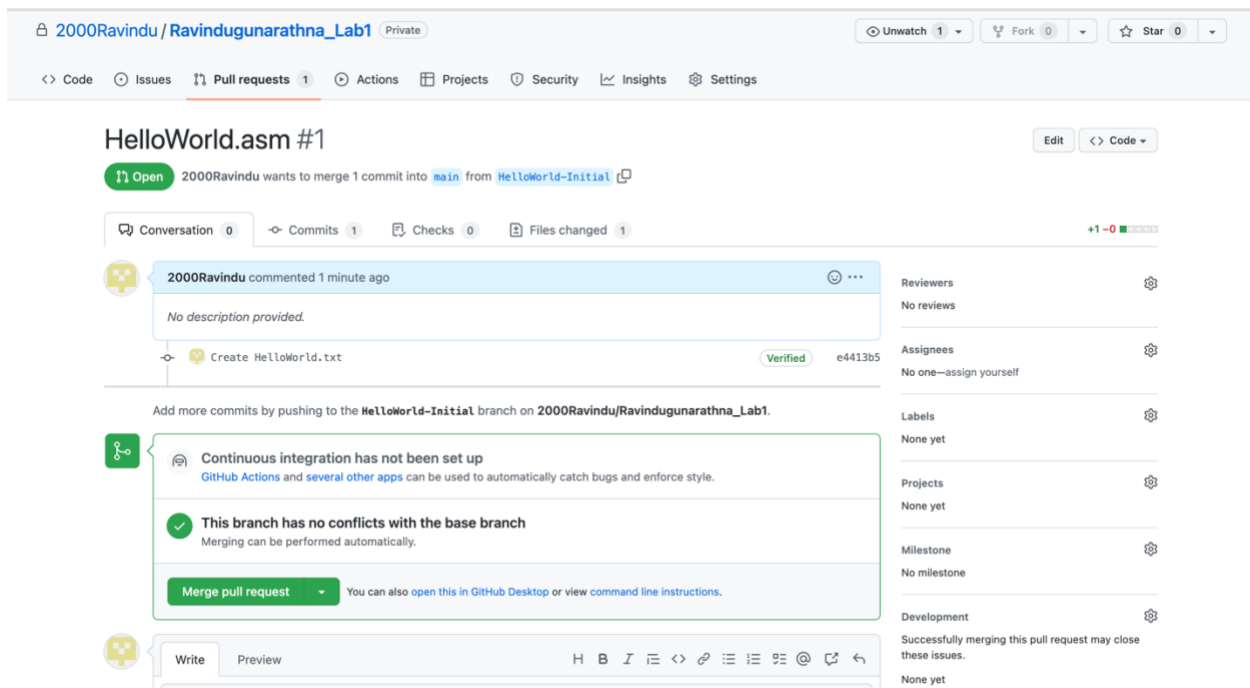 2000Ravindu / Ravindugunarathna_Lab1 Private
Unwatch 1 Fork 0 Star 0
Code Issues Pull requests 1 Actions Projects Security Insights Settings
HelloWorld.asm #1
Edit <> Code
Open 2000Ravindu wants to merge 1 commit into main from HelloWorld-Initial
Conversation 0 Commits 1 Checks 0 Files changed 1
+1 −0
2000Ravindu commented 1 minute ago
No description provided.
Create HelloWorld.txt Verified e4413b5
Add more commits by pushing to the HelloWorld-Initial branch on 2000Ravindu/Ravindugunarathna_Lab1.
Continuous integration has not been set up
GitHub Actions and several other apps can be used to automatically catch bugs and enforce style.
This branch has no conflicts with the base branch
Merging can be performed automatically.
Merge pull request You can also open this in GitHub Desktop or view command line instructions.
Write Preview H B I <> @
Reviewers
No reviews
Assignees
No one—assign yourself
Labels
None yet
Projects
None yet
Milestone
No milestone
Development
Successfully merging this pull request may close
these issues.
None yet